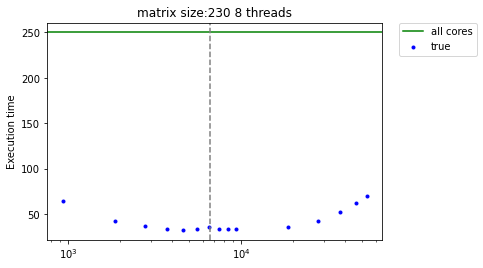 matrix size:230 8 threads
all cores
true
Execution time
250
200
150
100
50
10³
10⁴